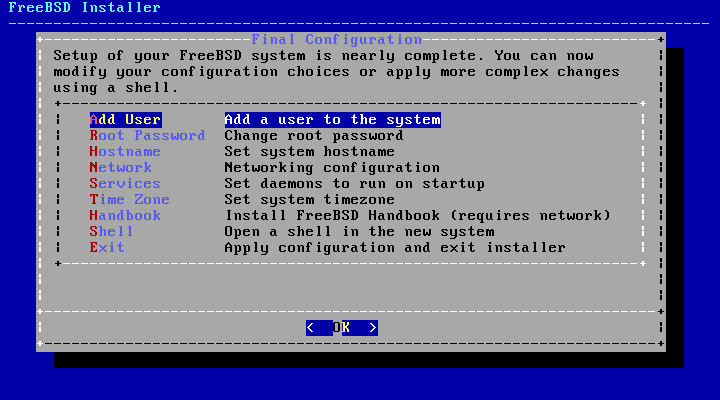 FreeBSD Installer
Final Configuration
Setup of your FreeBSD system is nearly complete. You can now
modify your configuration choices or apply more complex changes
using a shell.
Add User Add a user to the system
Root Password Change root password
Hostname Set system hostname
Network Networking configuration
Services Set daemons to run on startup
Time Zone Set system timezone
Handbook Install FreeBSD Handbook (requires network)
Shell Open a shell in the new system
Exit Apply configuration and exit installer
< OK >